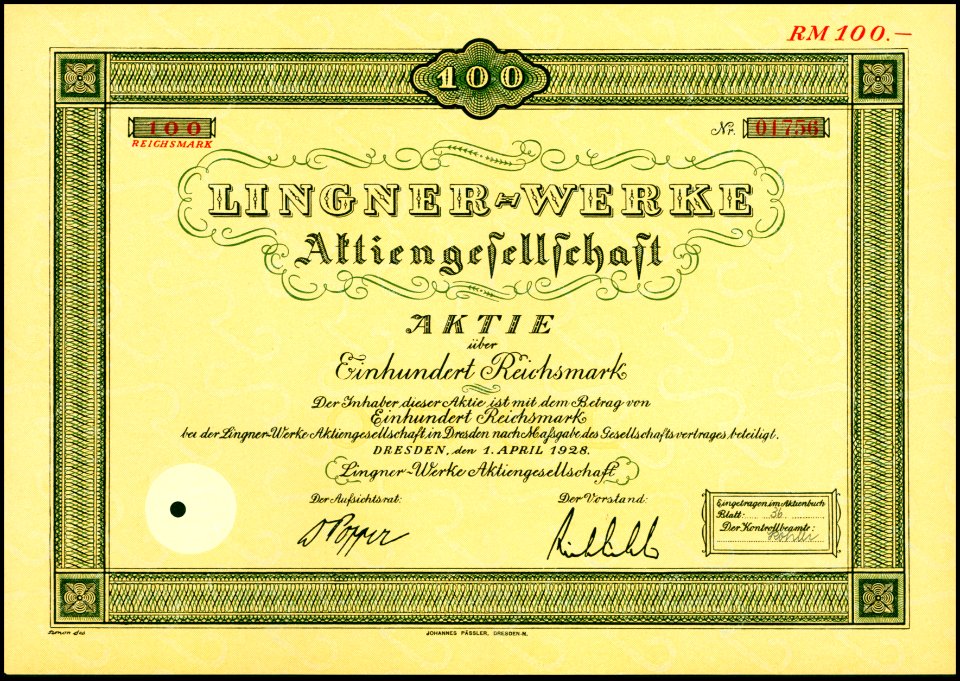 RM 100.—
100
100
REICHSMARK
Nr. 01756
LINGNER-WERKE
Aktiengesellschaft
AKTIE
über
Einhundert Reichsmark
Der Inhaber dieser Aktie ist mit dem Betrag von
Einhundert Reichsmark
bei der Lingner-Werke Aktiengesellschaft in Dresden nach Maßgabe des Gesellschaftsvertrages beteiligt.
DRESDEN, den 1. APRIL 1928.
Lingner-Werke Aktiengesellschaft
Der Aufsichtsrat:
Der Vorstand:
Popper
Eingetragen im Aktienbuch
Blatt: 36
Der Kontrollbeamte:
JOHANNES PÄSSLER, DRESDEN-N.